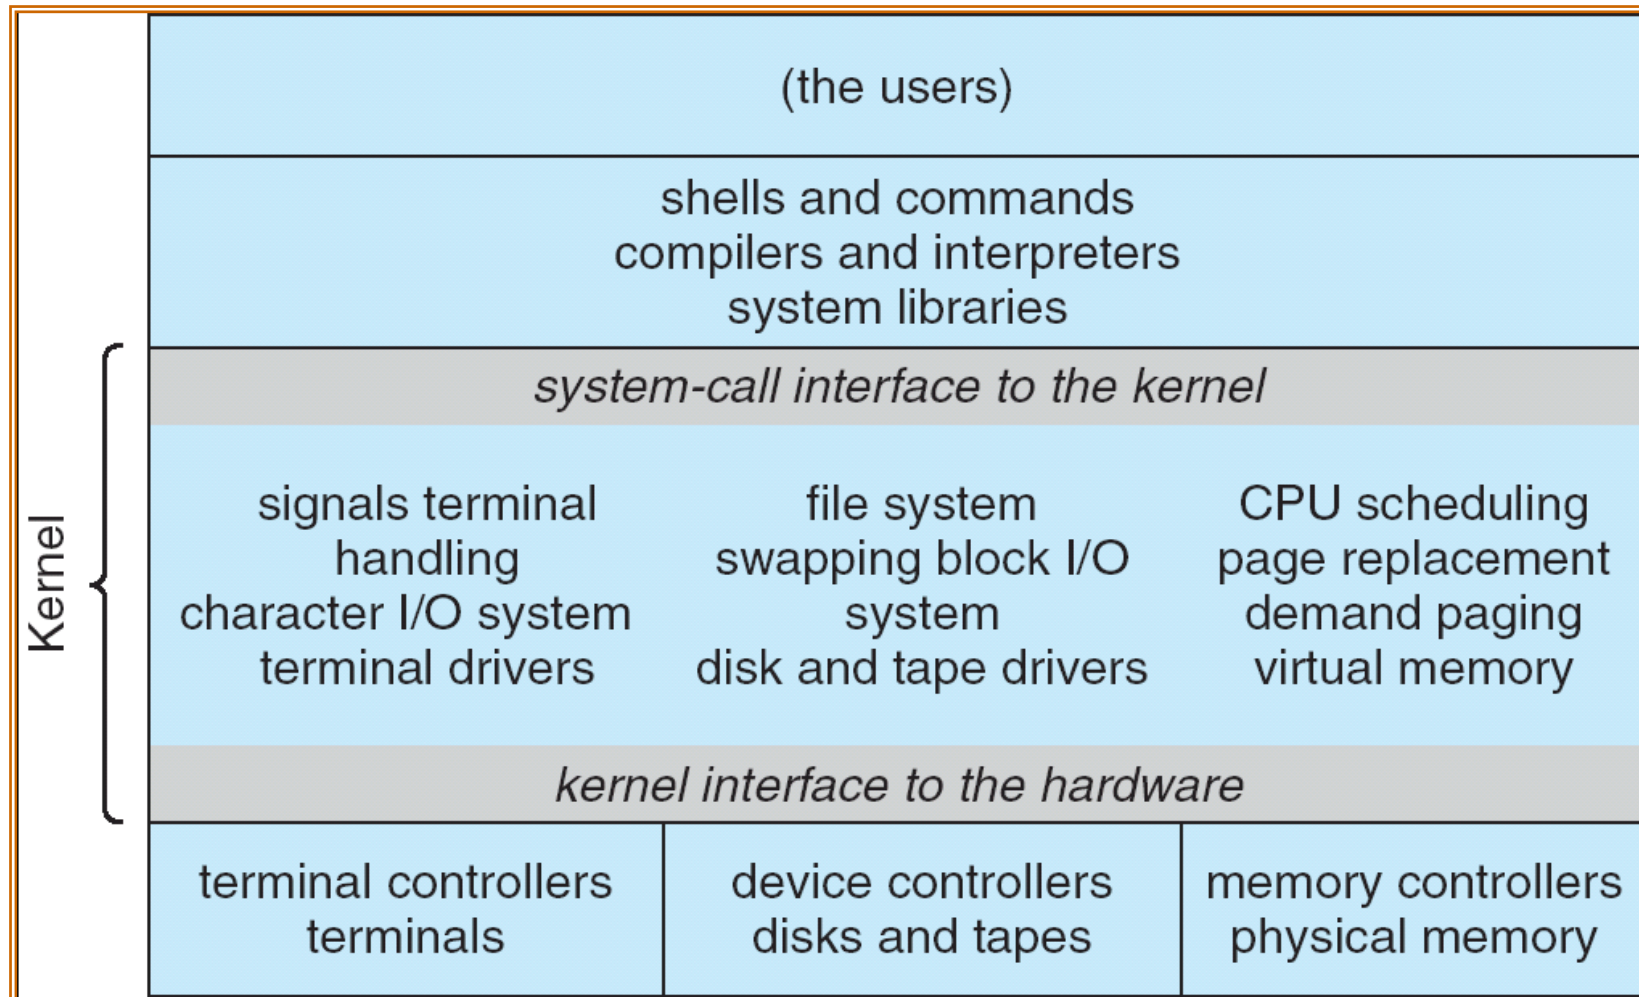 (the users)
shells and commands
compilers and interpreters
system libraries
system-call interface to the kernel
Kernel
signals terminal
handling
character I/O system
terminal drivers
file system
swapping block I/O
system
disk and tape drivers
CPU scheduling
page replacement
demand paging
virtual memory
kernel interface to the hardware
terminal controllers
terminals
device controllers
disks and tapes
memory controllers
physical memory